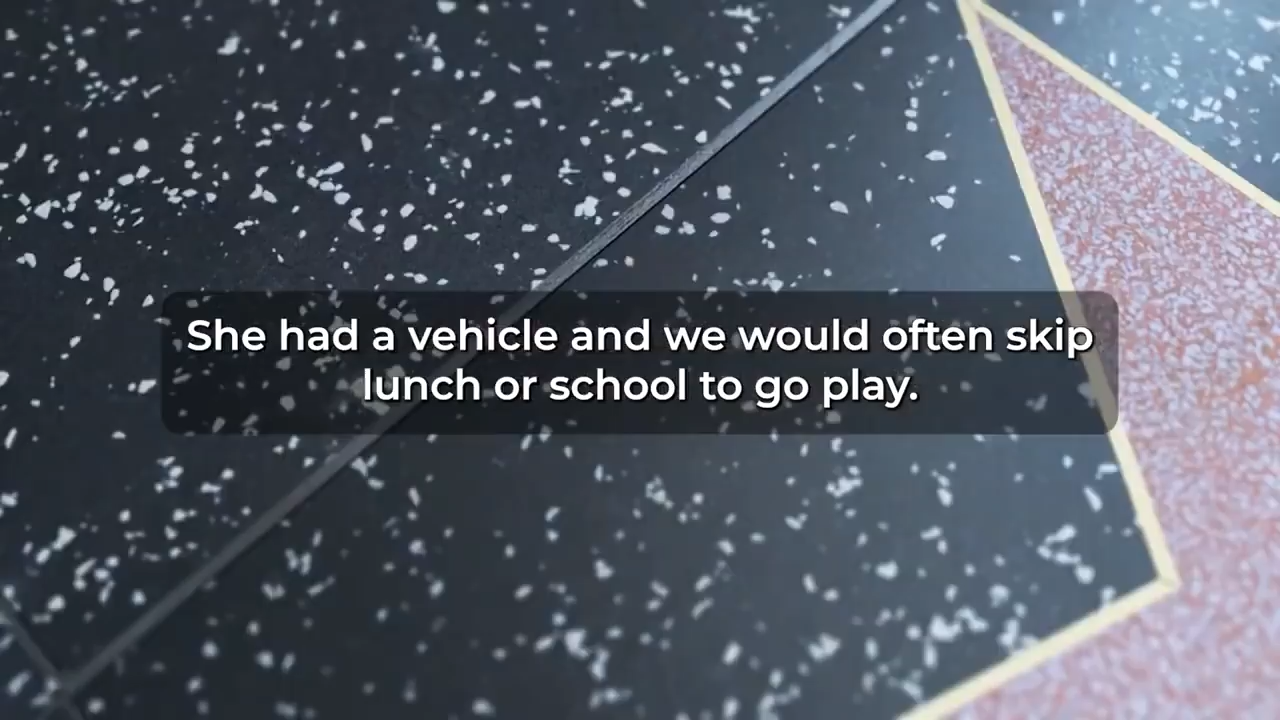 She had a vehicle and we would often skip
lunch or school to go play.